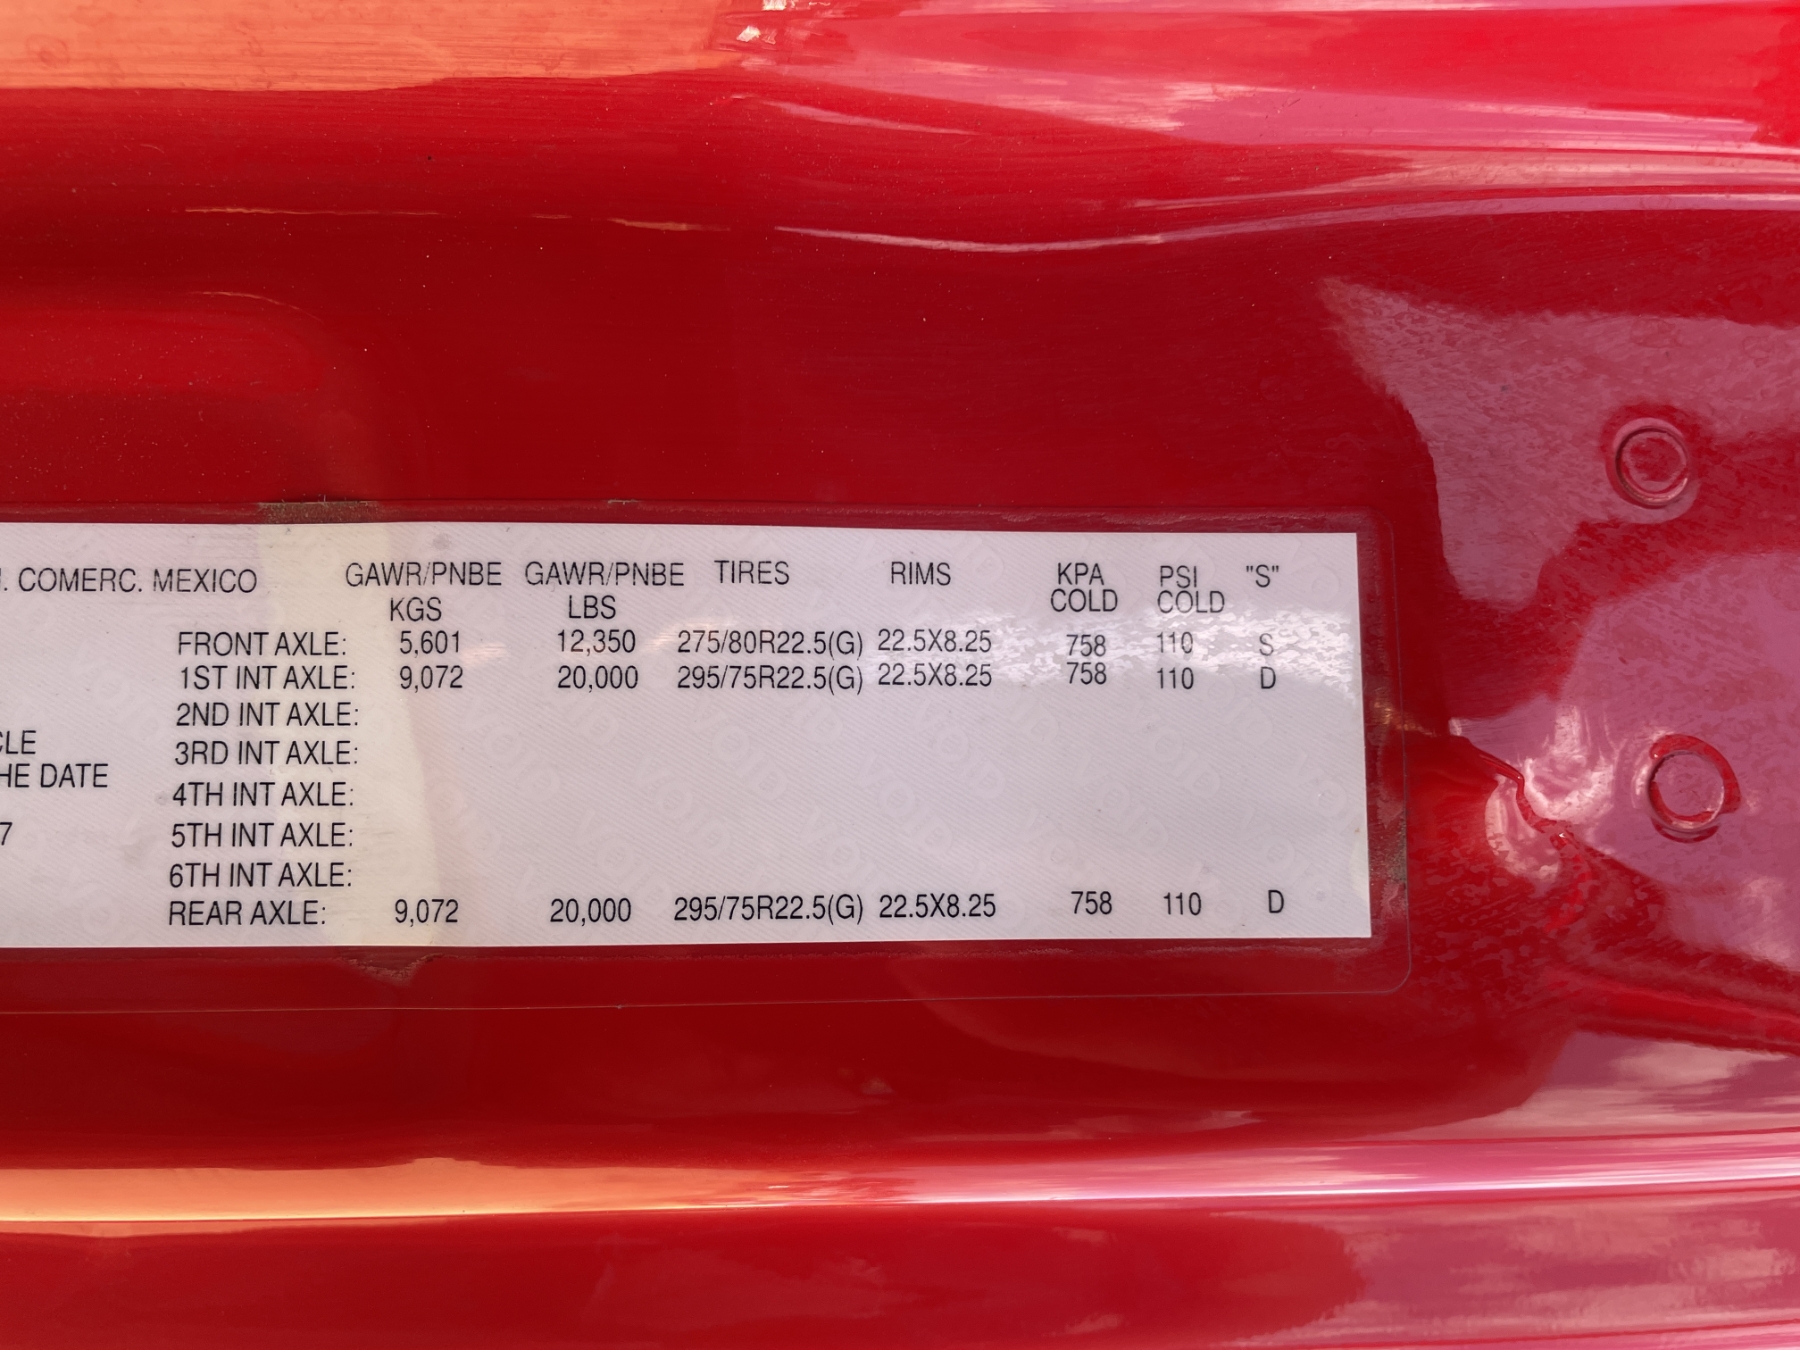 . COMERC. MEXICO GAWR/PNBE GAWR/PNBE TIRES RIMS KPA PSI "S"
KGS LBS COLD COLD
FRONT AXLE: 5,601 12,350 275/80R22.5(G) 22.5X8.25 758 110 S
1ST INT AXLE: 9,072 20,000 295/75R22.5(G) 22.5X8.25 758 110 D
2ND INT AXLE:
CLE 3RD INT AXLE:
HE DATE 4TH INT AXLE:
7 5TH INT AXLE:
6TH INT AXLE:
REAR AXLE: 9,072 20,000 295/75R22.5(G) 22.5X8.25 758 110 D